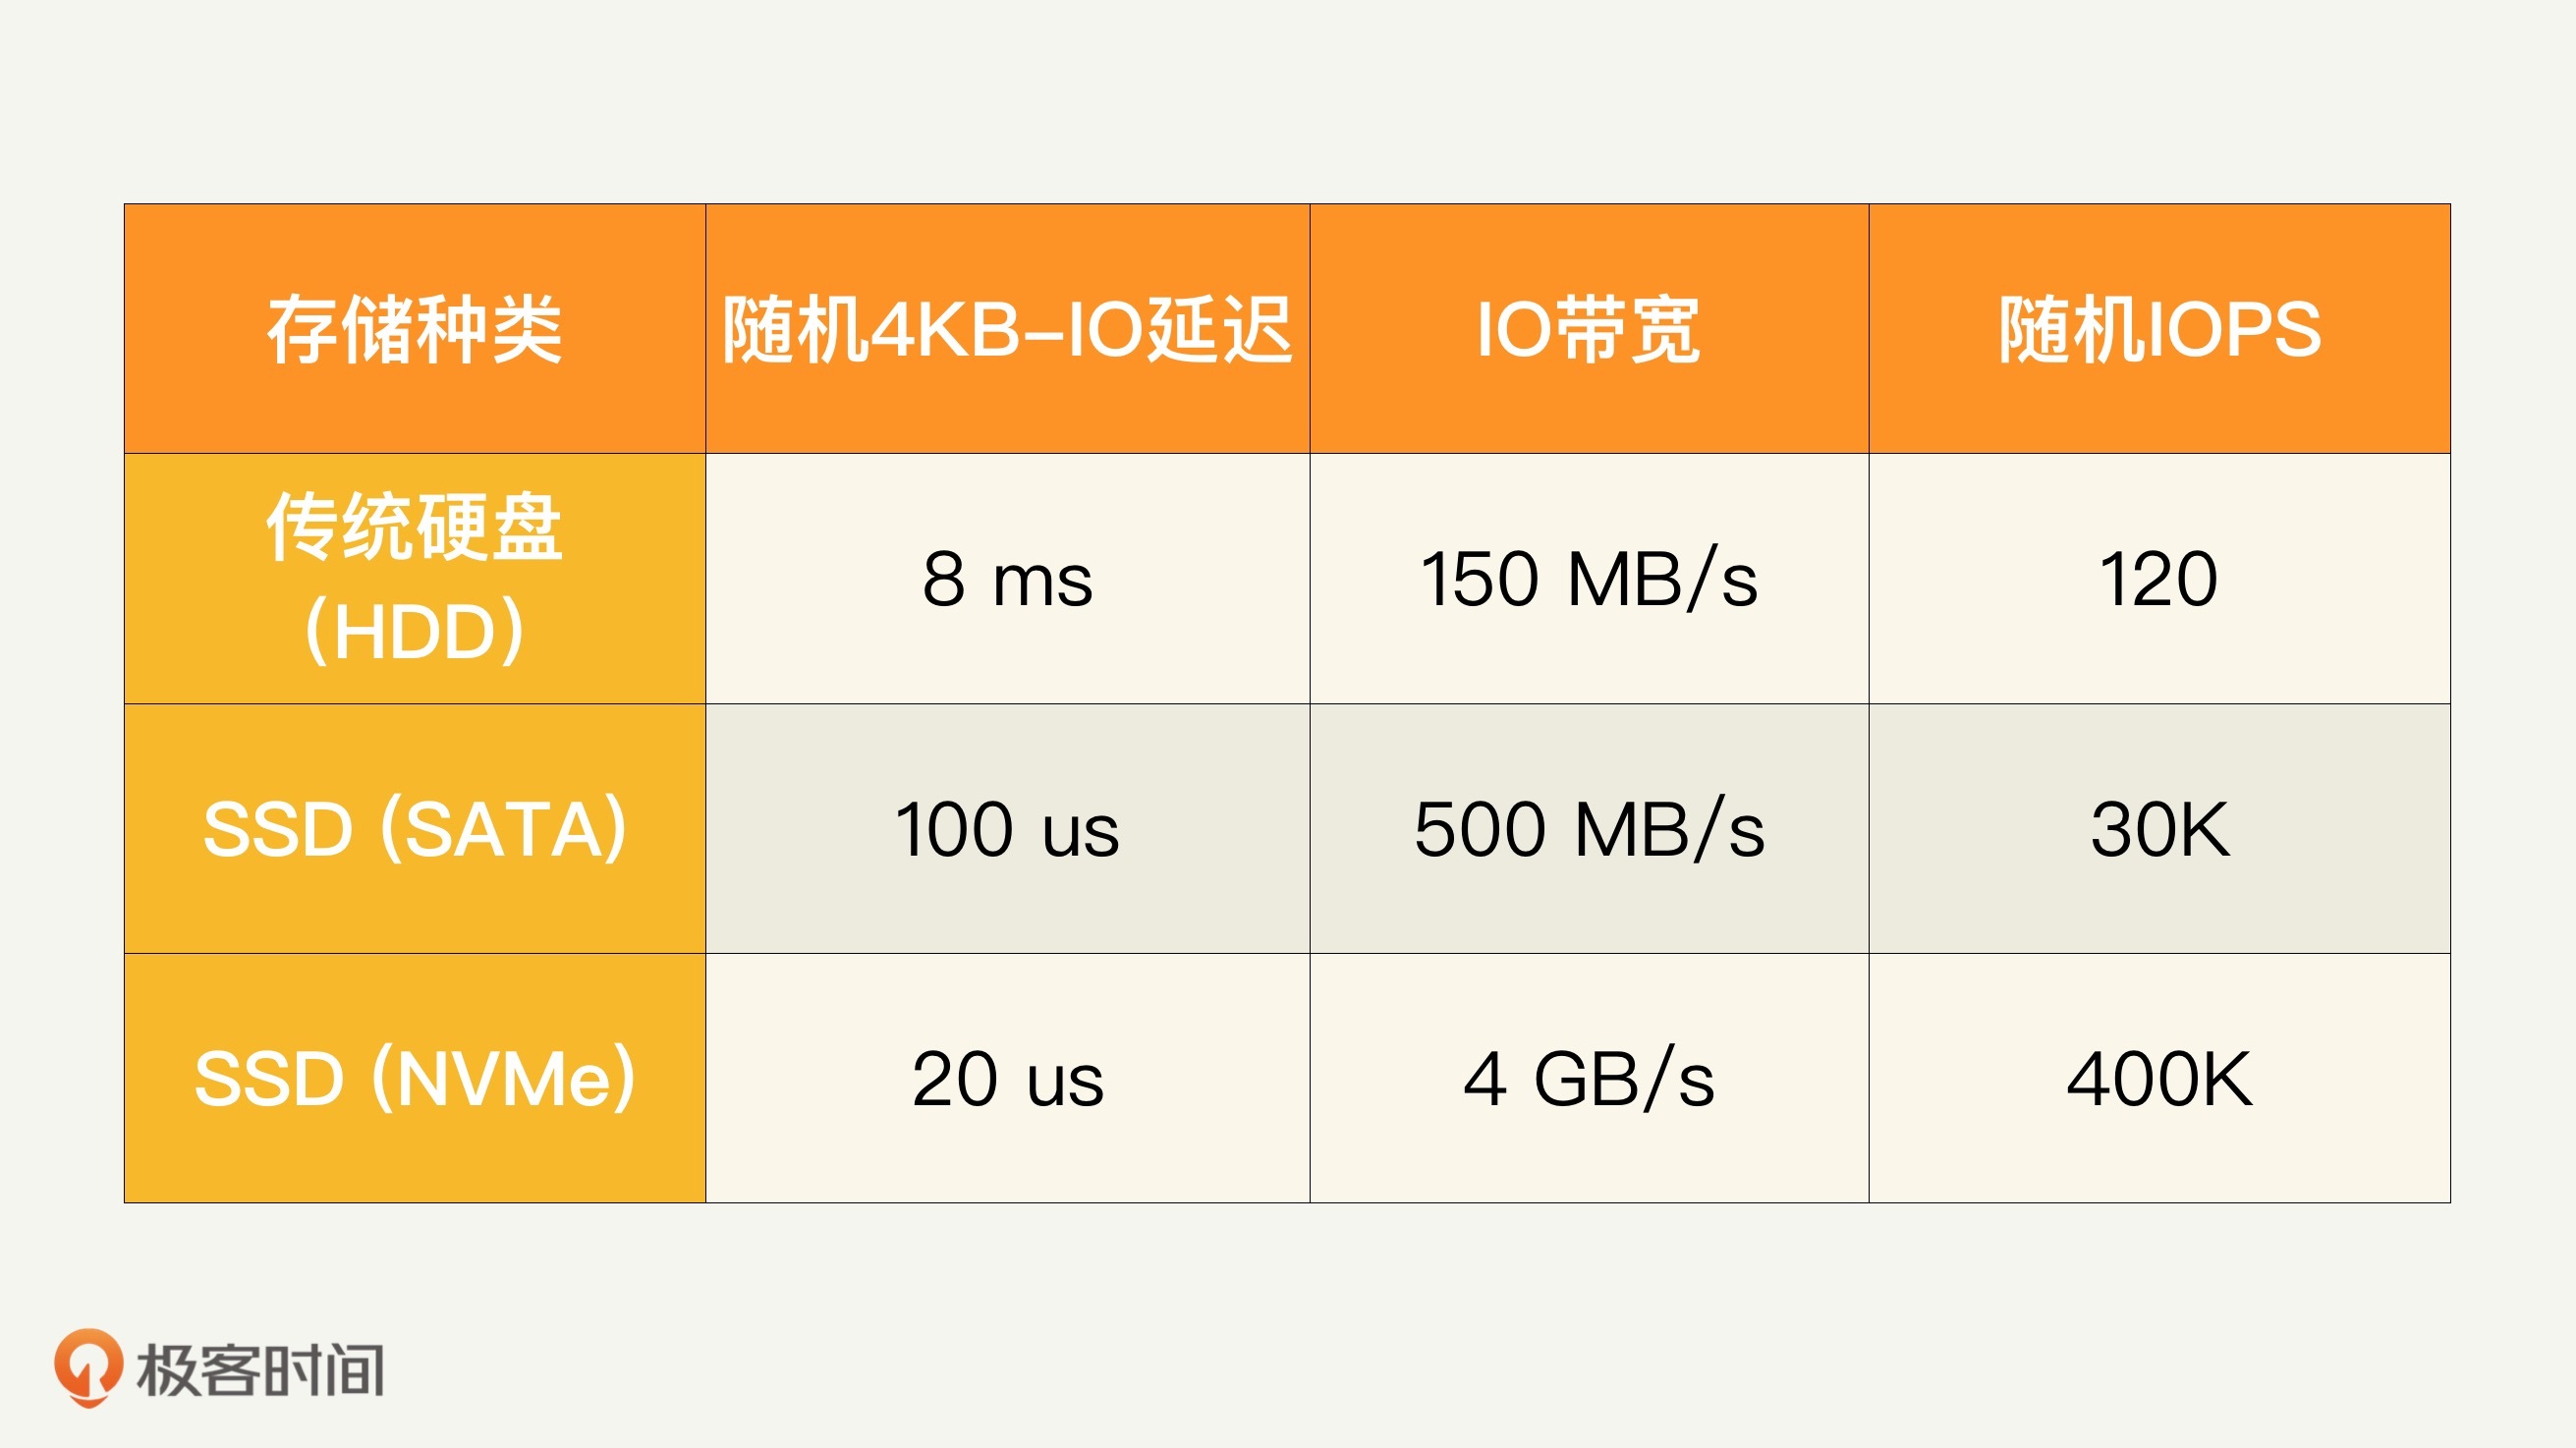 存储种类 随机4KB-IO延迟 IO带宽 随机IOPS
传统硬盘
(HDD) 8 ms 150 MB/s 120
SSD (SATA) 100 us 500 MB/s 30K
SSD (NVMe) 20 us 4 GB/s 400K
极客时间